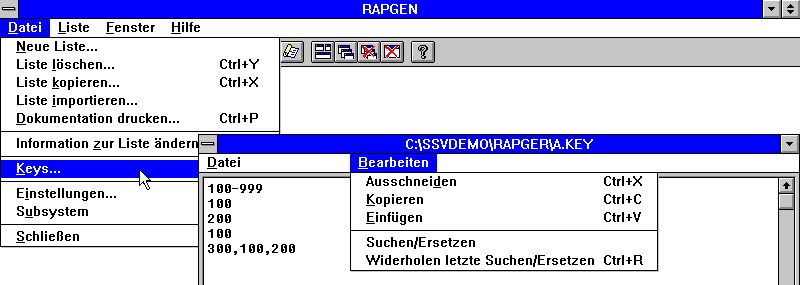 RAPGEN
Datei Liste Fenster Hilfe
Neue Liste...
Liste löschen... Ctrl+Y
Liste kopieren... Ctrl+X
Liste importieren...
Dokumentation drucken... Ctrl+P
Information zur Liste ändern
Keys...
Einstellungen...
Subsystem
Schließen
C:\SSVDEMO\RAPGER\A.KEY
Datei Bearbeiten
100-999
100
200
100
300,100,200
Ausschneiden Ctrl+X
Kopieren Ctrl+C
Einfügen Ctrl+V
Suchen/Ersetzen
Widerholen letzte Suchen/Ersetzen Ctrl+R